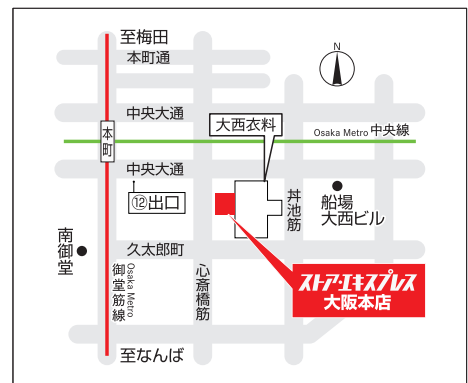 至梅田
本町通
N
中央大通
大西衣料
本町
Osaka Metro 中央線
中央大通
⑫出口
丼池筋
船場
大西ビル
南御堂
久太郎町
Osaka Metro
御堂筋線
心斎橋筋
ストア・エキスプレス
大阪本店
至なんば